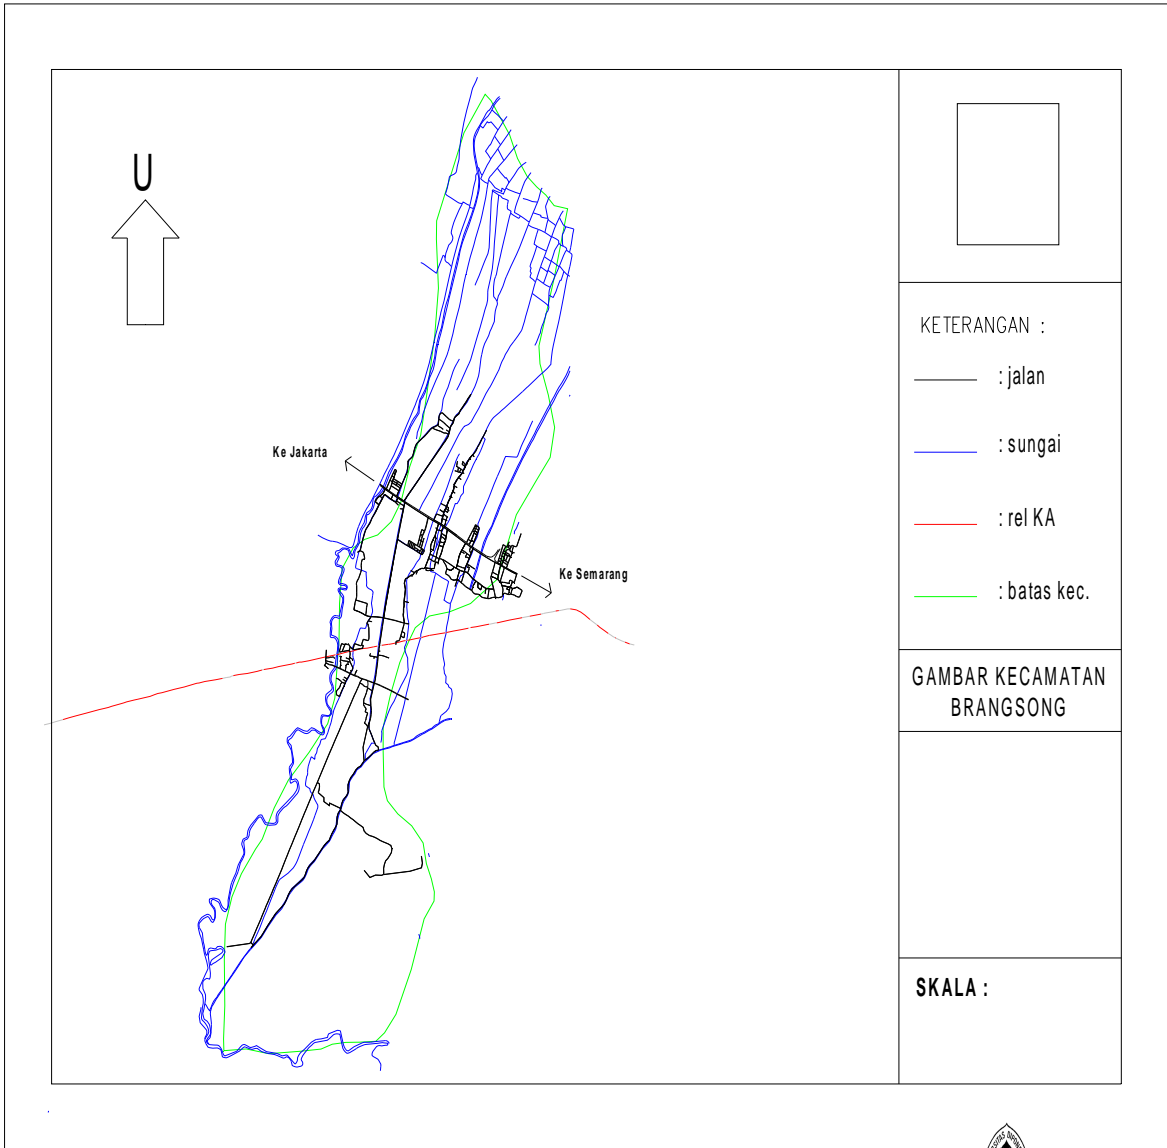 U
Ke Jakarta
Ke Semarang
KETERANGAN :
: jalan
: sungai
: rel KA
: batas kec.
GAMBAR KECAMATAN
BRANGSONG
SKALA :